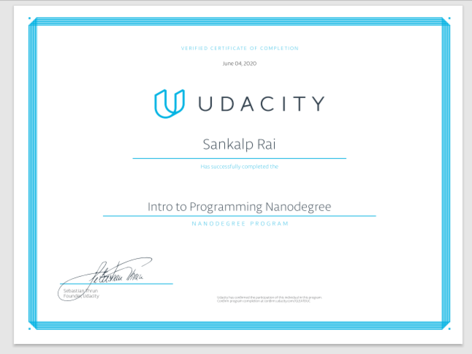 VERIFIED CERTIFICATE OF COMPLETION
June 04, 2020
UDACITY
Sankalp Rai
Has successfully completed the
Intro to Programming Nanodegree
NANODEGREE PROGRAM
Sebastian Thrun
Founder, Udacity
Udacity has confirmed the participation of this individual in this program.
Confirm program completion at